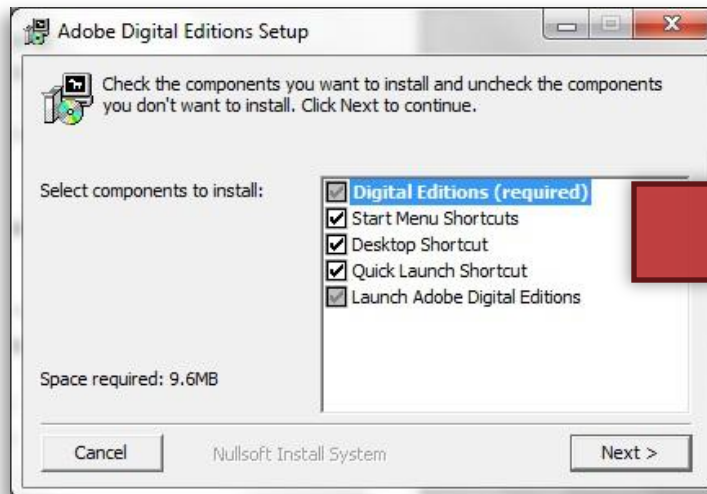 Adobe Digital Editions Setup
Check the components you want to install and uncheck the components
you don't want to install. Click Next to continue.
Select components to install:
Digital Editions (required)
Start Menu Shortcuts
Desktop Shortcut
Quick Launch Shortcut
Launch Adobe Digital Editions
Space required: 9.6MB
Cancel
Nullsoft Install System
Next >